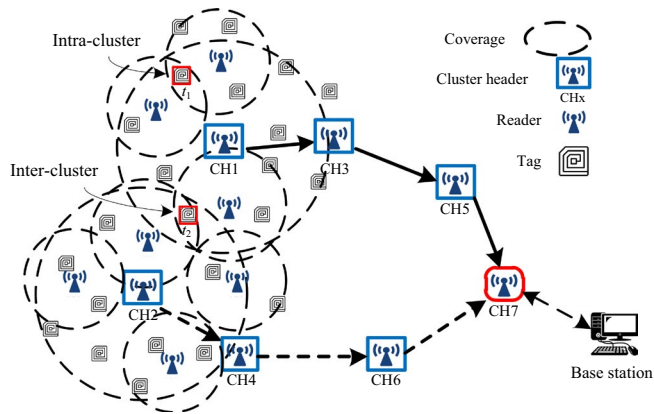 Intra-cluster
t1
Coverage
Cluster header
CHx
Reader
Tag
CH1
CH3
Inter-cluster
t2
CH5
CH2
CH7
CH4
CH6
Base station